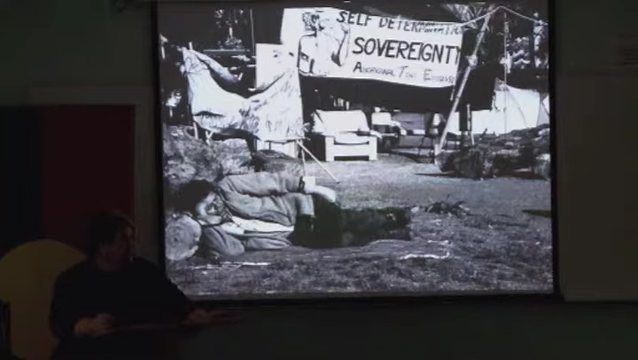 SELF DETERMINATION
SOVEREIGNTY
ABORIGINAL TENT EMBASSY